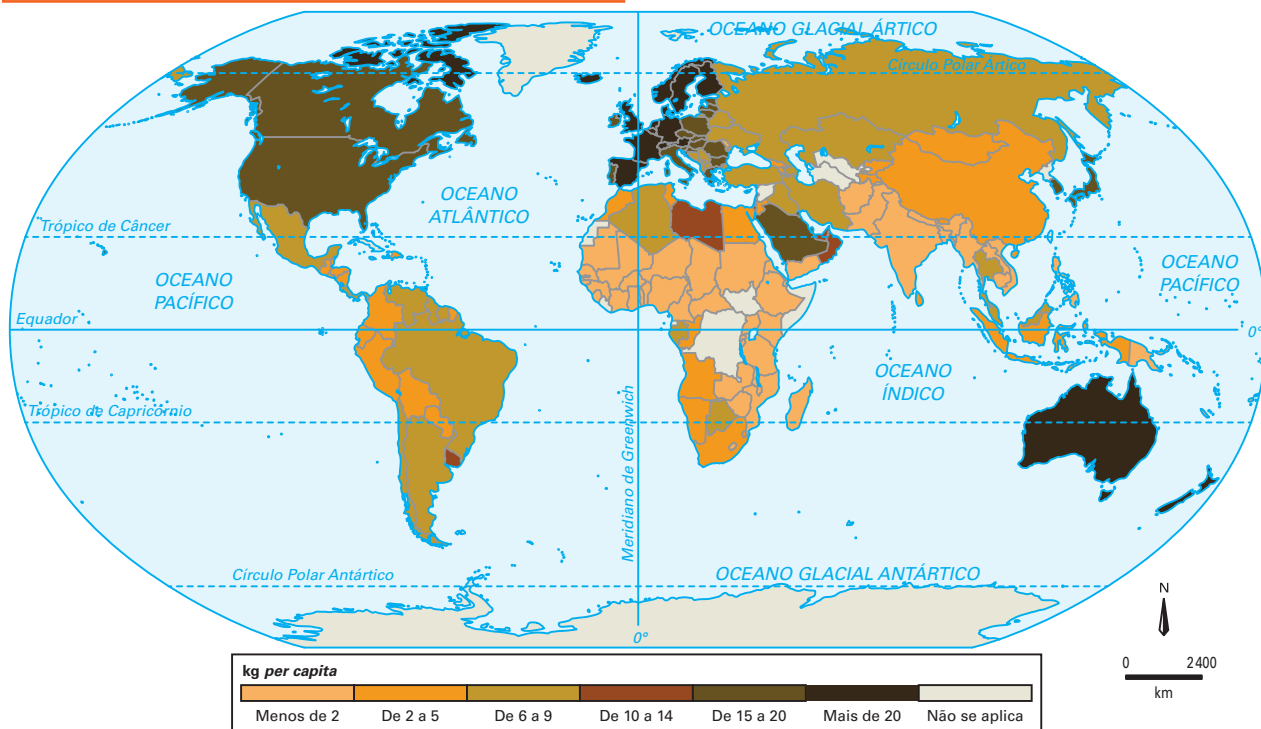 OCEANO GLACIAL ÁRTICO
Círculo Polar Ártico
OCEANO
ATLÂNTICO
Trópico de Câncer
OCEANO
PACÍFICO
OCEANO
PACÍFICO
Equador
0°
OCEANO
ÍNDICO
Trópico de Capricórnio
Meridiano de Greenwich
Círculo Polar Antártico
OCEANO GLACIAL ANTÁRTICO
0°
N
0 2400
km
kg per capita
Menos de 2 De 2 a 5 De 6 a 9 De 10 a 14 De 15 a 20 Mais de 20 Não se aplica